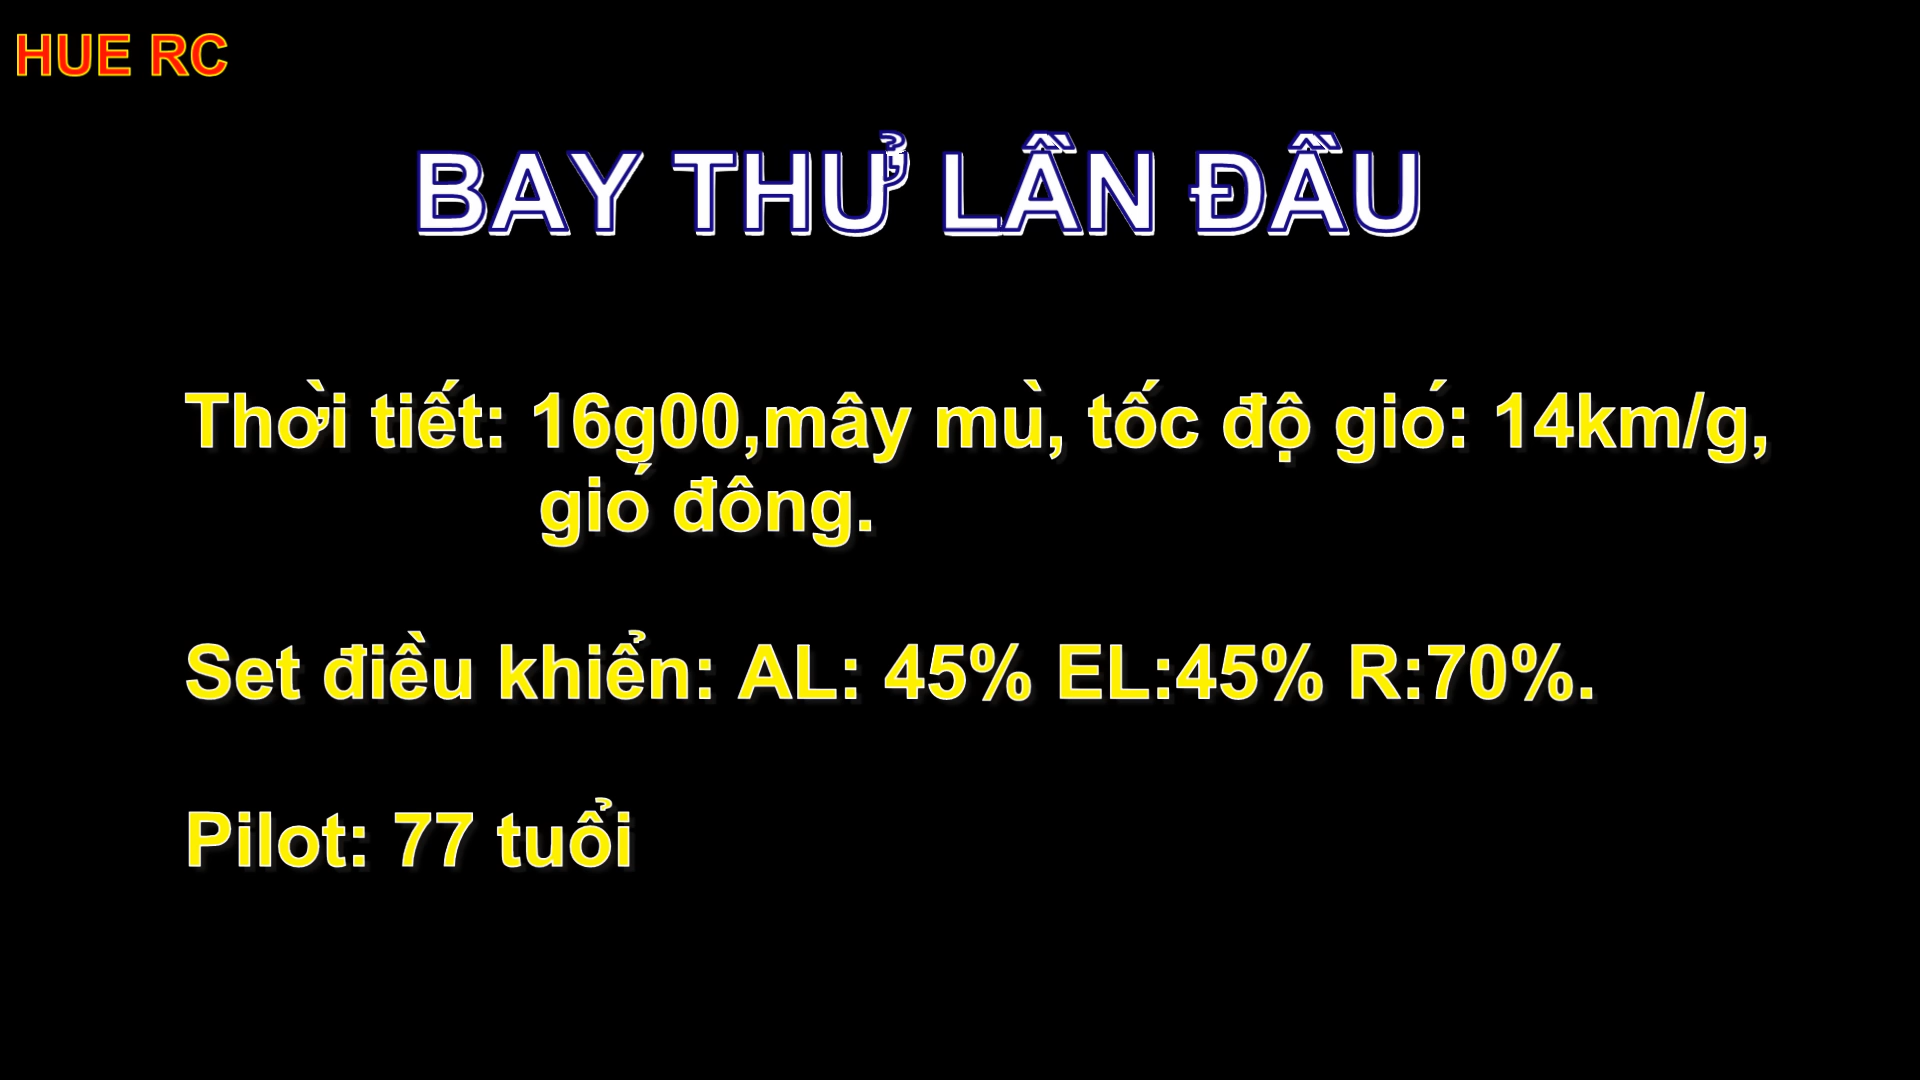 HUE RC
BAY THỬ LẦN ĐẦU
Thời tiết: 16g00,mây mù, tốc độ gió: 14km/g,
gió đông.
Set điều khiển: AL: 45% EL:45% R:70%.
Pilot: 77 tuổi